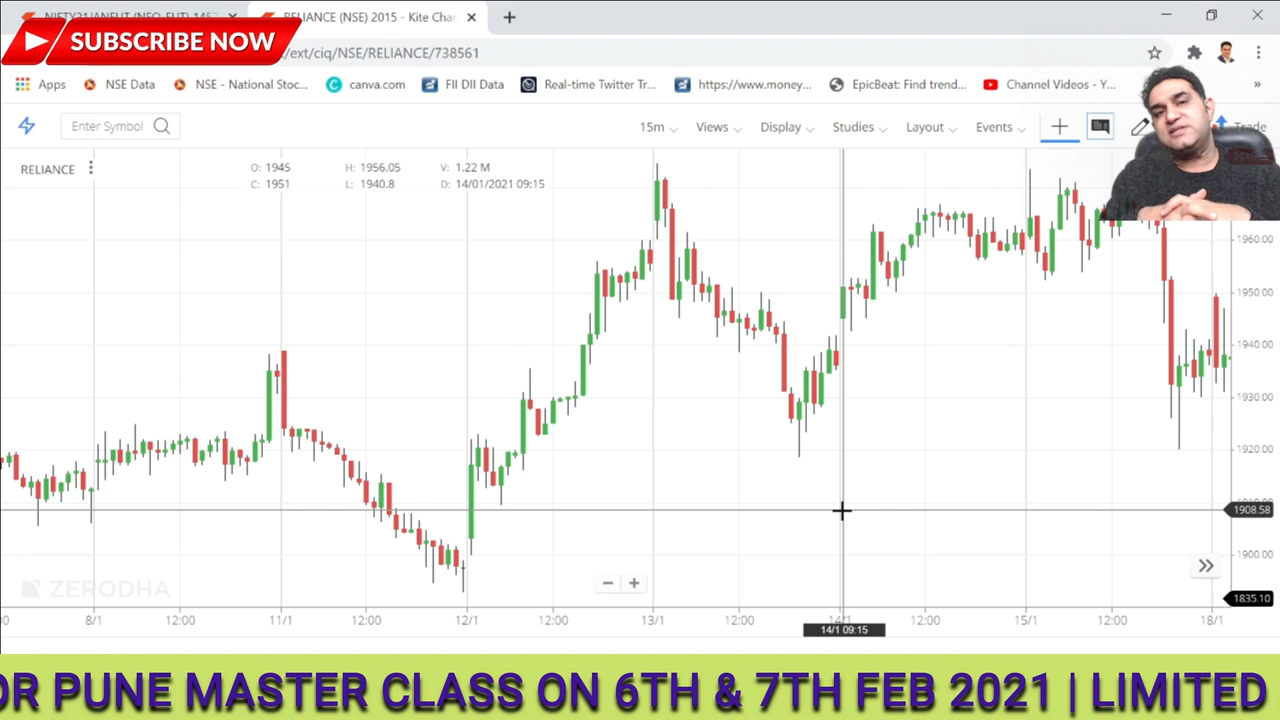 RELIANCE (NSE) 2015 - Kite Char
SUBSCRIBE NOW
/ext/ciq/NSE/RELIANCE/738561
Apps NSE Data NSE - National Stoc... canva.com FII DII Data Real-time Twitter Tr... https://www.money... EpicBeat: Find trend... Channel Videos - Y... »
Enter Symbol 15m Views Display Studies Layout Events Trade
RELIANCE O: 1945 H: 1956.05 V: 1.22 M
C: 1951 L: 1940.8 D: 14/01/2021 09:15
1960.00
1950.00
1940.00
1930.00
1920.00
1908.58
1900.00
ZERODHA
1835.10
8/1 12:00 11/1 12:00 12/1 12:00 13/1 12:00 12:00 15/1 12:00 18/1
14/1 09:15
OR PUNE MASTER CLASS ON 6TH & 7TH FEB 2021 | LIMITED